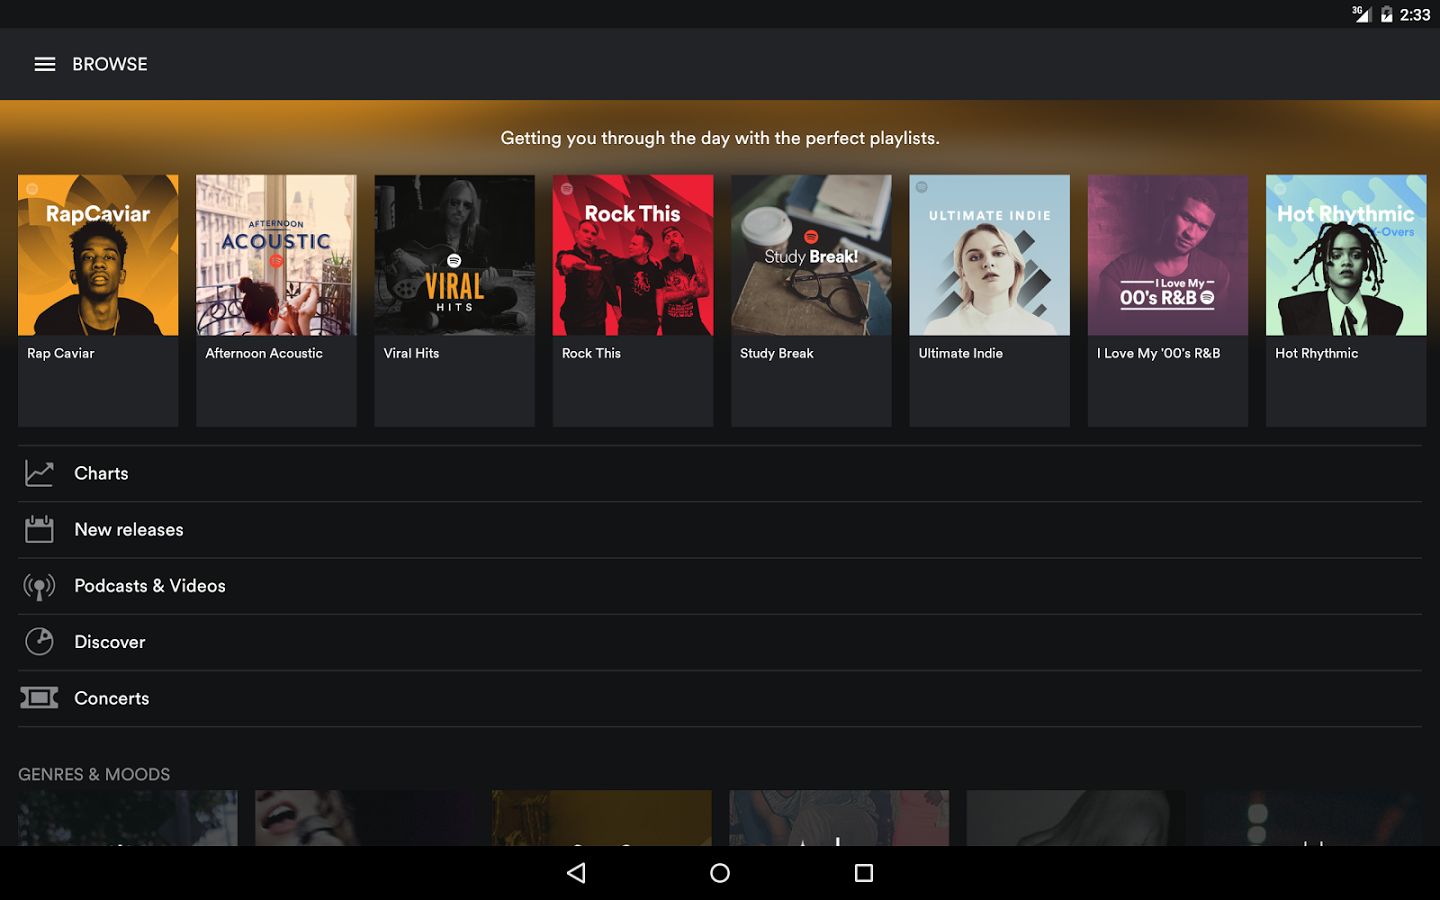 3G 2:33
BROWSE
Getting you through the day with the perfect playlists.
RapCaviar
AFTERNOON
ACOUSTIC
VIRAL
HITS
Rock This
Study Break!
ULTIMATE INDIE
I Love My
00's R&B
Hot Rhythmic
X-Overs
Rap Caviar
Afternoon Acoustic
Viral Hits
Rock This
Study Break
Ultimate Indie
I Love My '00's R&B
Hot Rhythmic
Charts
New releases
Podcasts & Videos
Discover
Concerts
GENRES & MOODS